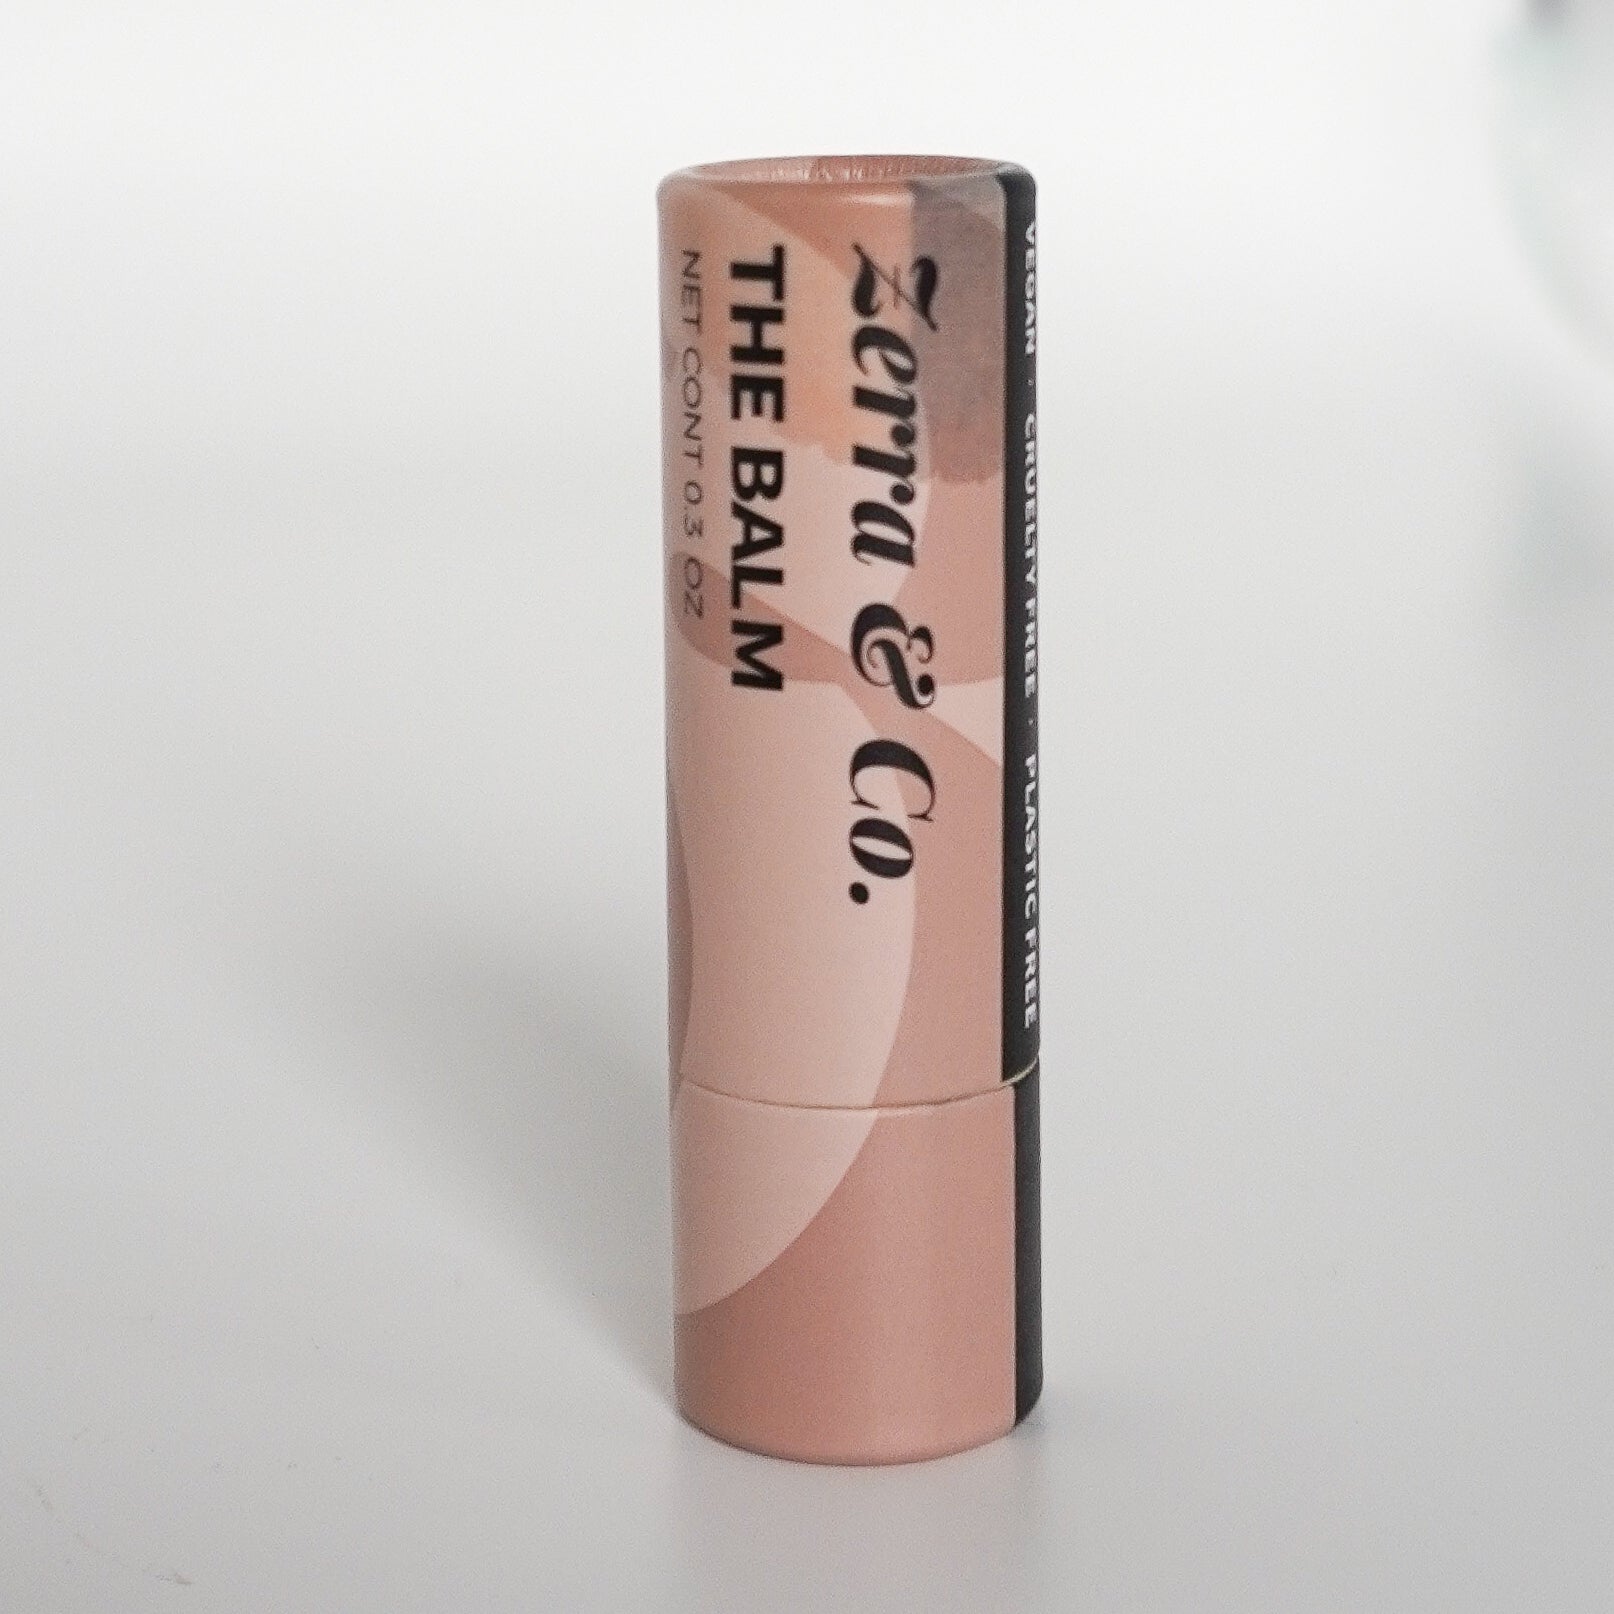 VEGAN · CRUELTY FREE · PLASTIC FREE
Zerra & Co.
THE BALM
NET CONT 0.3 OZ